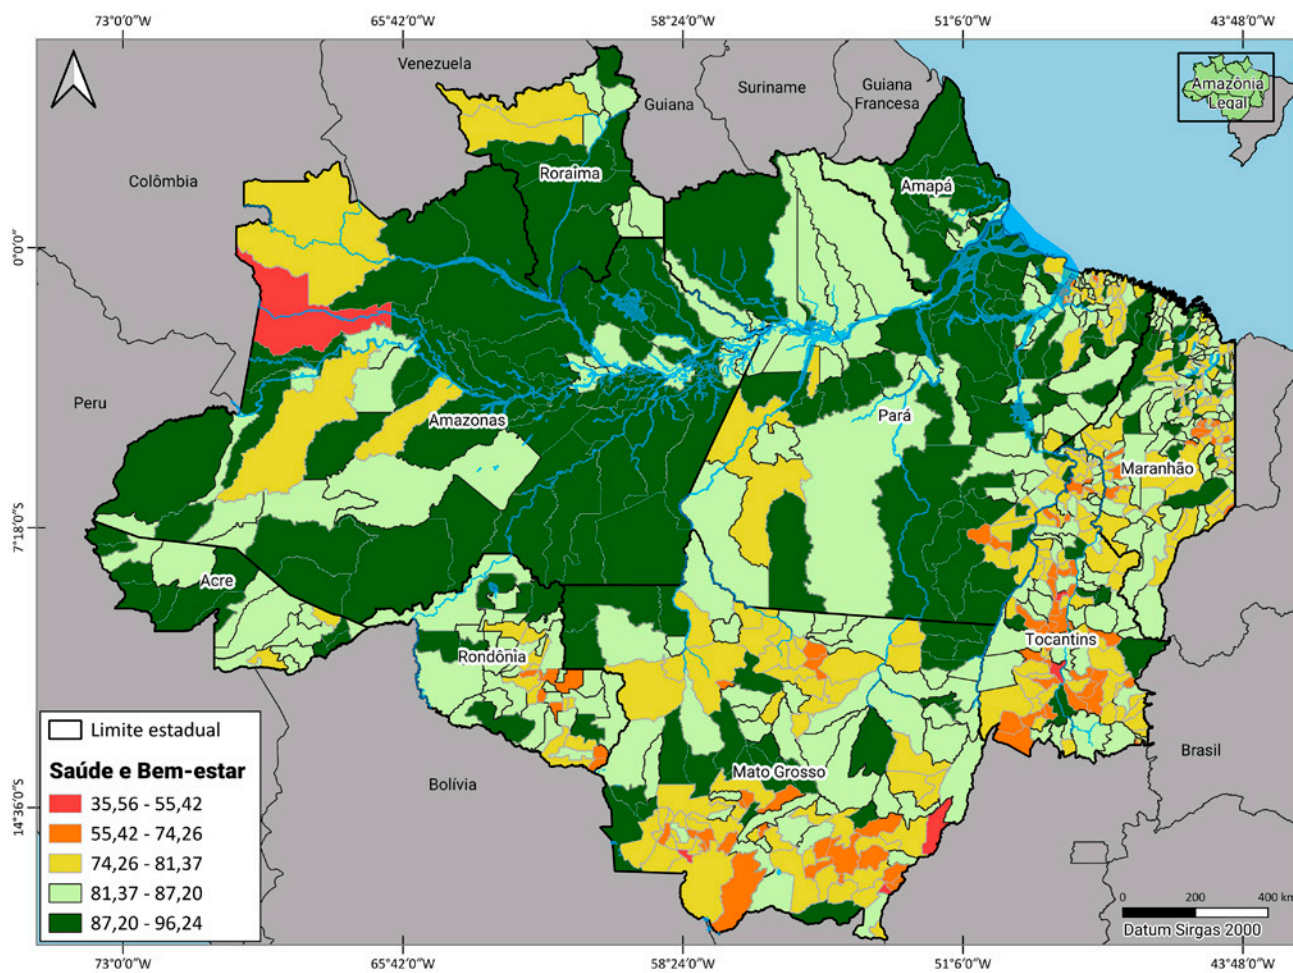 73°0'0"W
65°42'0"W
58°24'0"W
51°6'0"W
43°48'0"W
Venezuela
Guiana
Suriname
Guiana
Francesa
Amazônia
Legal
Colômbia
Roraima
Amapá
0°0'0"
Peru
Amazonas
Pará
Maranhão
7°18'0"S
Acre
Rondônia
Tocantins
Limite estadual
Saúde e Bem-estar
35,56 - 55,42
55,42 - 74,26
74,26 - 81,37
81,37 - 87,20
87,20 - 96,24
Bolívia
Mato Grosso
Brasil
14°36'0"S
0
200
400 km
Datum Sirgas 2000
73°0'0"W
65°42'0"W
58°24'0"W
51°6'0"W
43°48'0"W